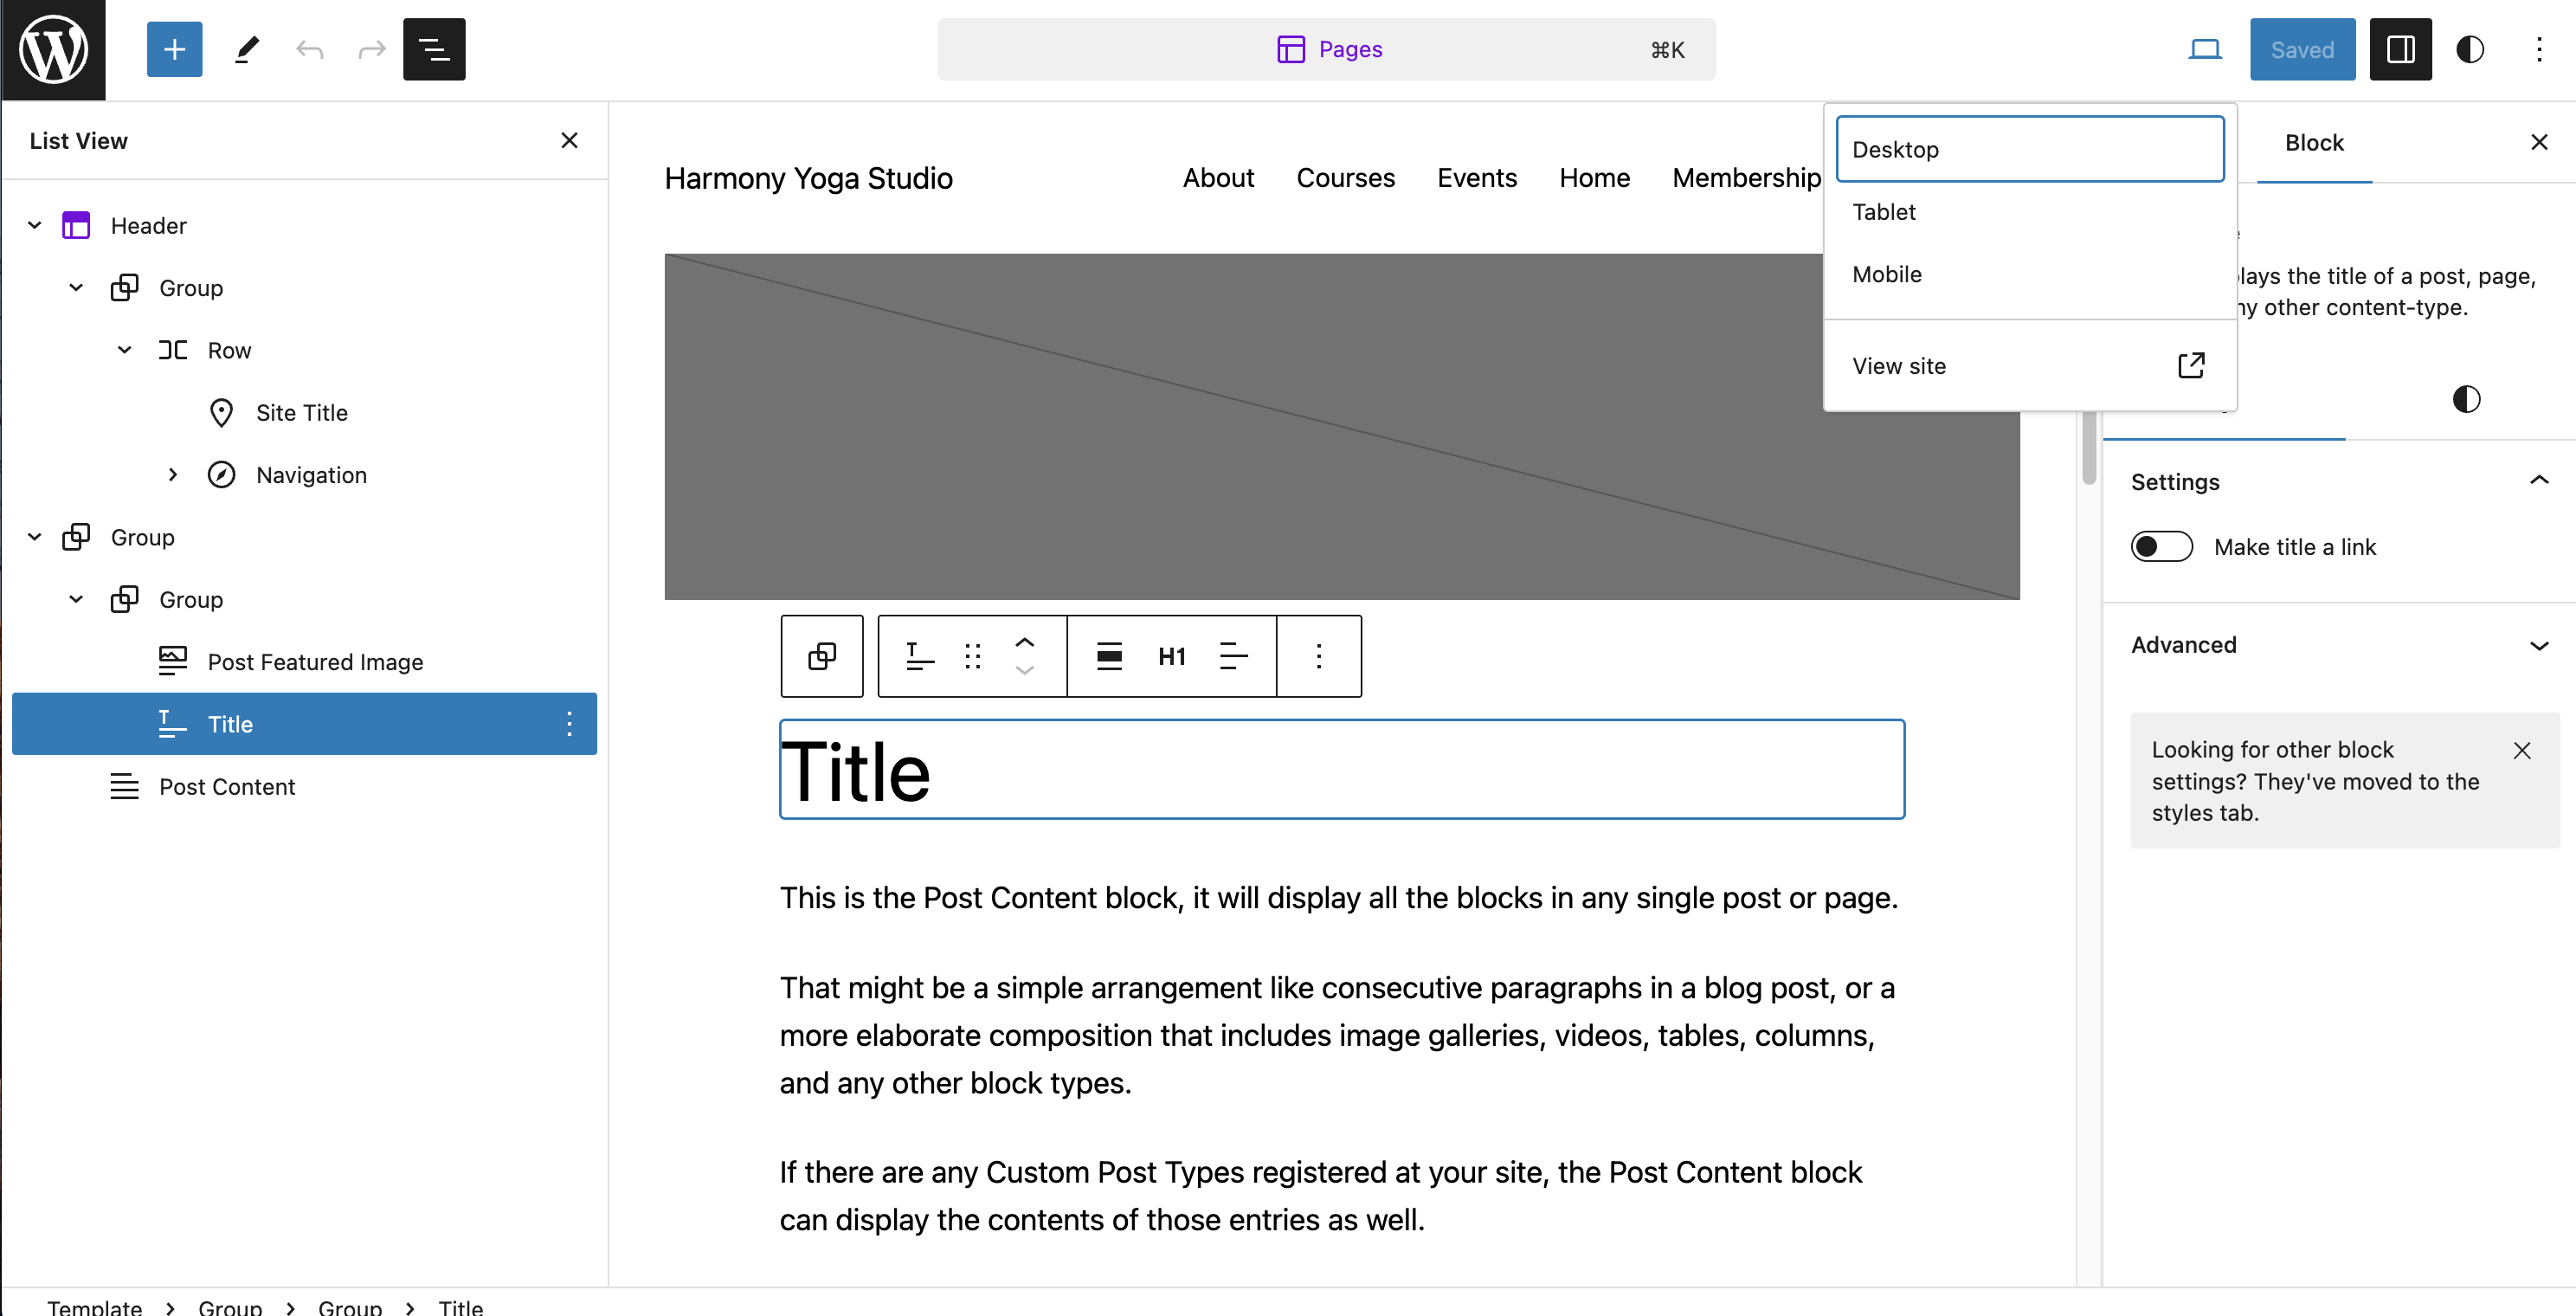 Pages
⌘K
Saved
List View
Header
Group
Row
Site Title
Navigation
Group
Group
Post Featured Image
Title
Post Content
Harmony Yoga Studio
About
Courses
Events
Home
Membership
Desktop
Tablet
Mobile
View site
H1
Title
This is the Post Content block, it will display all the blocks in any single post or page.
That might be a simple arrangement like consecutive paragraphs in a blog post, or a
more elaborate composition that includes image galleries, videos, tables, columns,
and any other block types.
If there are any Custom Post Types registered at your site, the Post Content block
can display the contents of those entries as well.
Block
the title of a post, page,
other content-type.
Settings
Make title a link
Advanced
Looking for other block
settings? They've moved to the
styles tab.
Template > Group > Group > Title